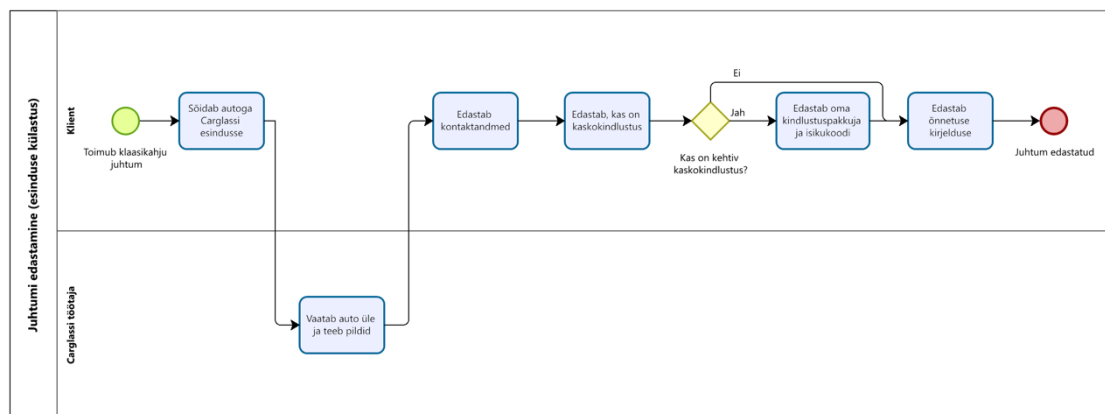 Juhtumi edastamine (esinduse külastus)
Klient
Toimub klaasikahju
juhtum
Sõidab autoga
Carglassi
esindusse
Edastab
kontaktandmed
Edastab, kas on
kaskokindlustus
Ei
Jah
Kas on kehtiv
kaskokindlustus?
Edastab oma
kindlustuspakkuja
ja isikukoodi
Edastab
õnnetuse
kirjelduse
Juhtum edastatud
Carglassi töötaja
Vaatab auto üle
ja teeb pildid